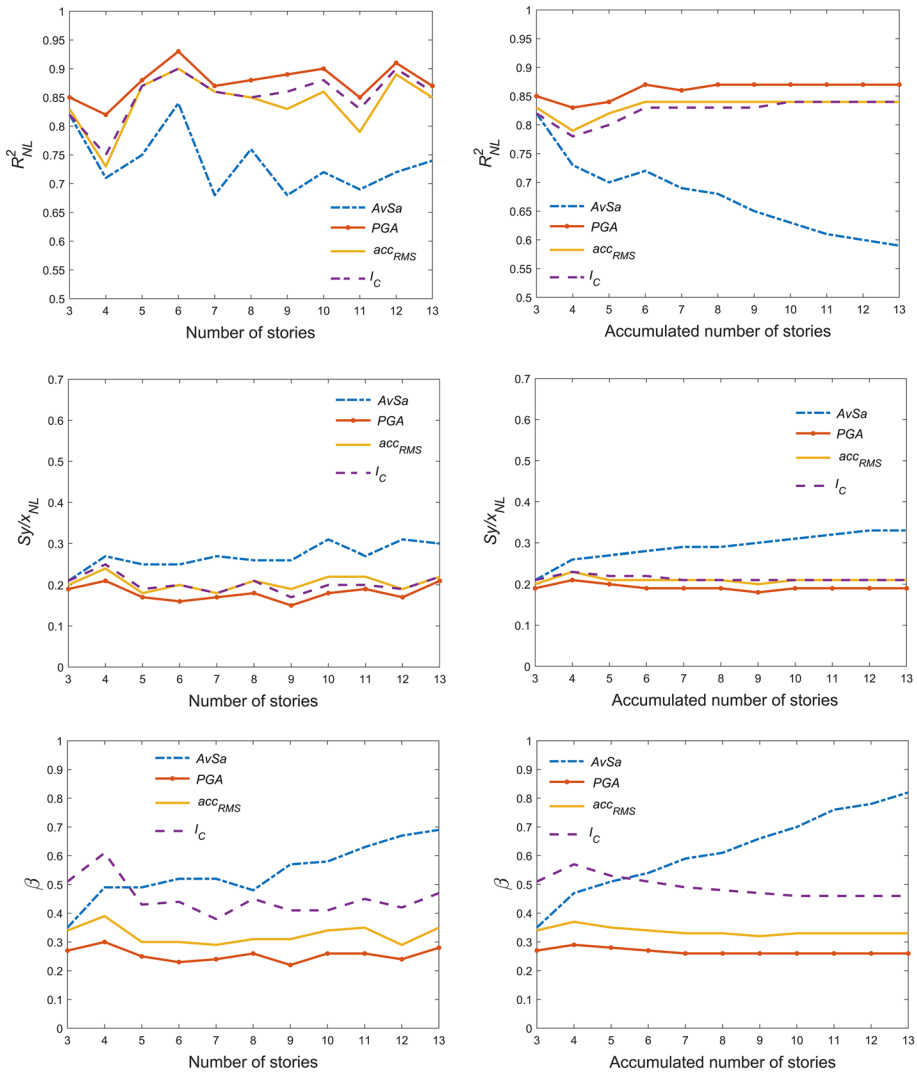 1
0.95
0.9
0.85
0.8
0.75
0.7
0.65
0.6
0.55
0.5
R²NL
AvSa
PGA
accRMS
IC
3 4 5 6 7 8 9 10 11 12 13
Number of stories
1
0.95
0.9
0.85
0.8
0.75
0.7
0.65
0.6
0.55
0.5
R²NL
AvSa
PGA
accRMS
IC
3 4 5 6 7 8 9 10 11 12 13
Accumulated number of stories
0.7
0.6
0.5
0.4
0.3
0.2
0.1
0
Sy/xNL
AvSa
PGA
accRMS
IC
3 4 5 6 7 8 9 10 11 12 13
Number of stories
0.7
0.6
0.5
0.4
0.3
0.2
0.1
0
Sy/xNL
AvSa
PGA
accRMS
IC
3 4 5 6 7 8 9 10 11 12 13
Accumulated number of stories
1
0.9
0.8
0.7
0.6
0.5
0.4
0.3
0.2
0.1
0
β
AvSa
PGA
accRMS
IC
3 4 5 6 7 8 9 10 11 12 13
Number of stories
1
0.9
0.8
0.7
0.6
0.5
0.4
0.3
0.2
0.1
0
β
AvSa
PGA
accRMS
IC
3 4 5 6 7 8 9 10 11 12 13
Accumulated number of stories